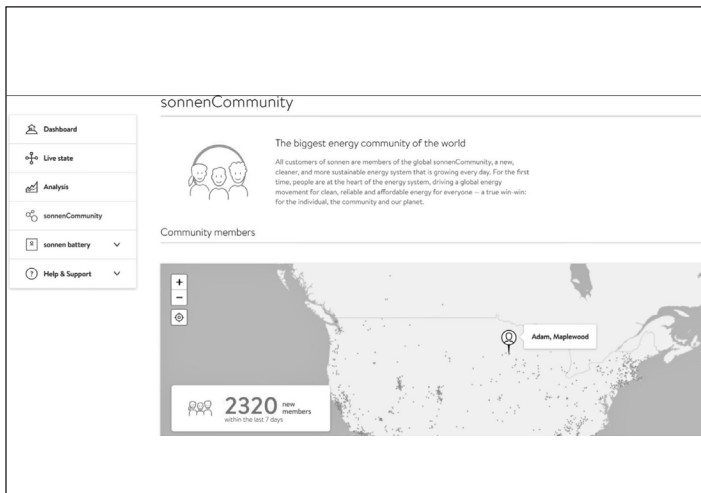 sonnenCommunity
Dashboard
Live state
Analysis
sonnenCommunity
sonnen battery
Help & Support
The biggest energy community of the world
All customers of sonnen are members of the global sonnenCommunity, a new,
cleaner, and more sustainable energy system that is growing every day. For the first
time, people are at the heart of the energy system, driving a global energy
movement for clean, reliable and affordable energy for everyone — a true win-win:
for the individual, the community and our planet.
Community members
+
−
Adam, Maplewood
2320 new
members
within the last 7 days